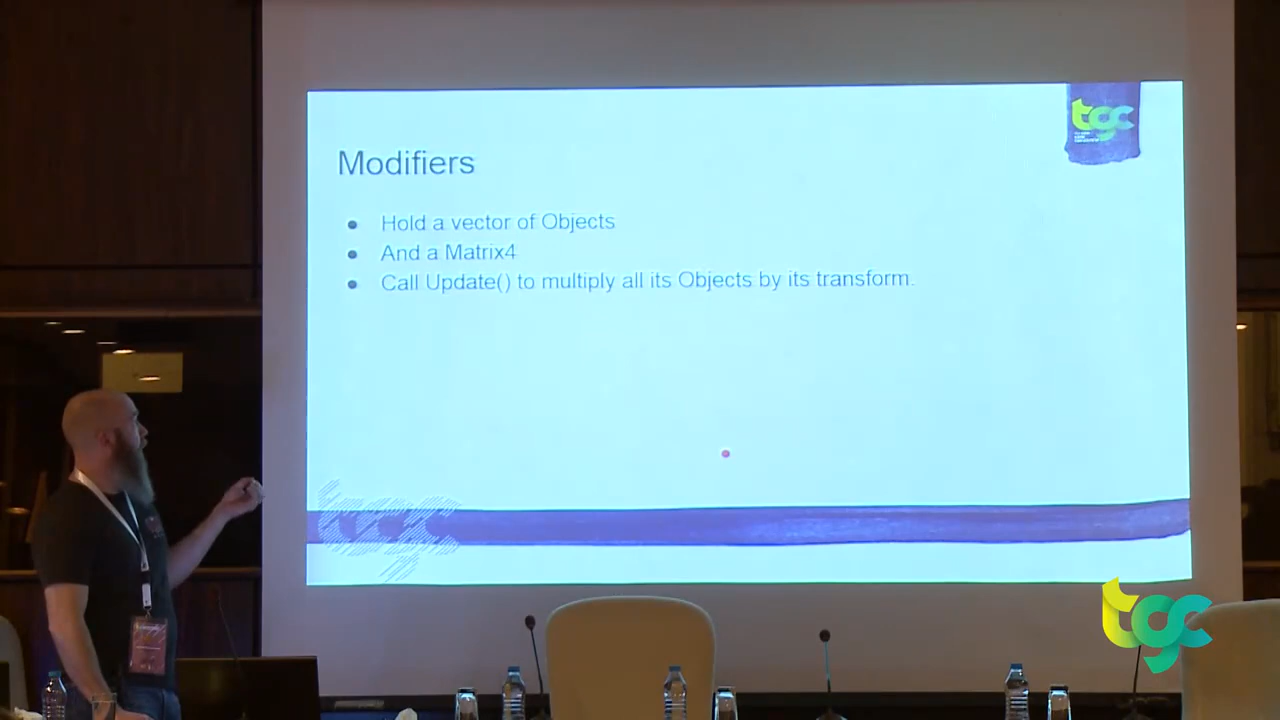 tgc
Modifiers
Hold a vector of Objects
And a Matrix4
Call Update() to multiply all its Objects by its transform.
tgc
tgc